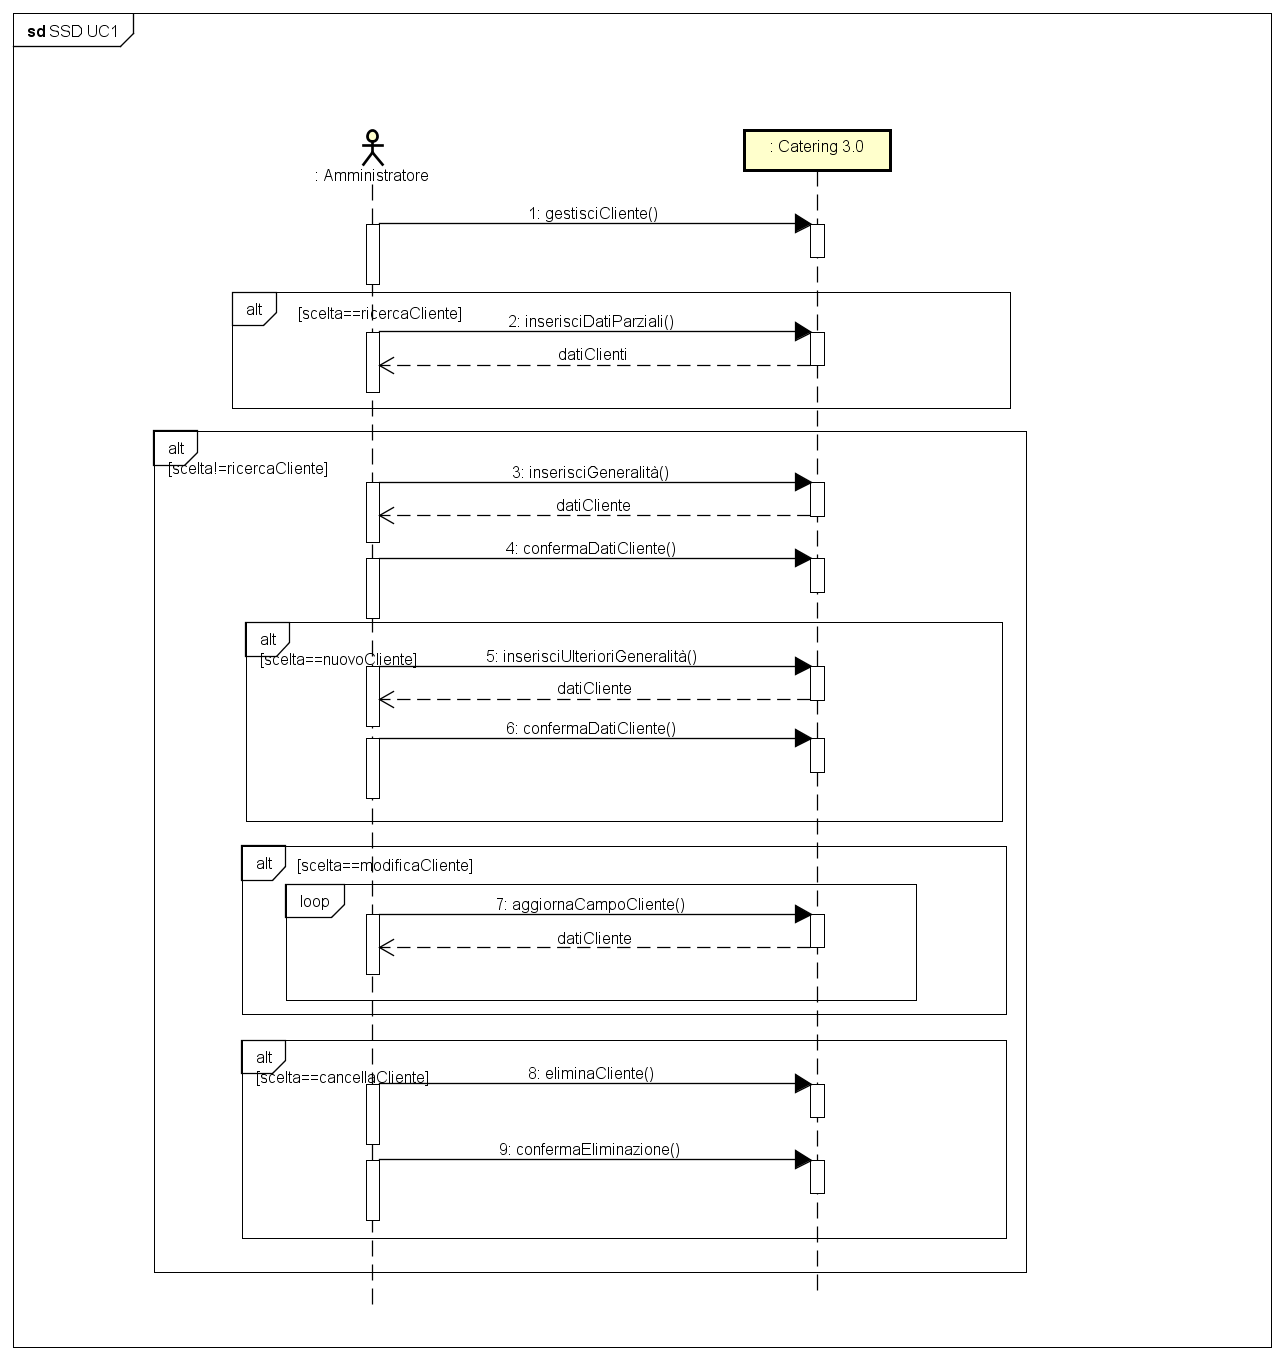 sd SSD UC1
: Amministratore
: Catering 3.0
1: gestisciCliente()
alt
[scelta==ricercaCliente]
2: inserisciDatiParziali()
datiClienti
alt
[scelta!=ricercaCliente]
3: inserisciGeneralità()
datiCliente
4: confermaDatiCliente()
alt
[scelta==nuovoCliente]
5: inserisciUlterioriGeneralità()
datiCliente
6: confermaDatiCliente()
alt
[scelta==modificaCliente]
loop
7: aggiornaCampoCliente()
datiCliente
alt
[scelta==cancellaCliente]
8: eliminaCliente()
9: confermaEliminazione()